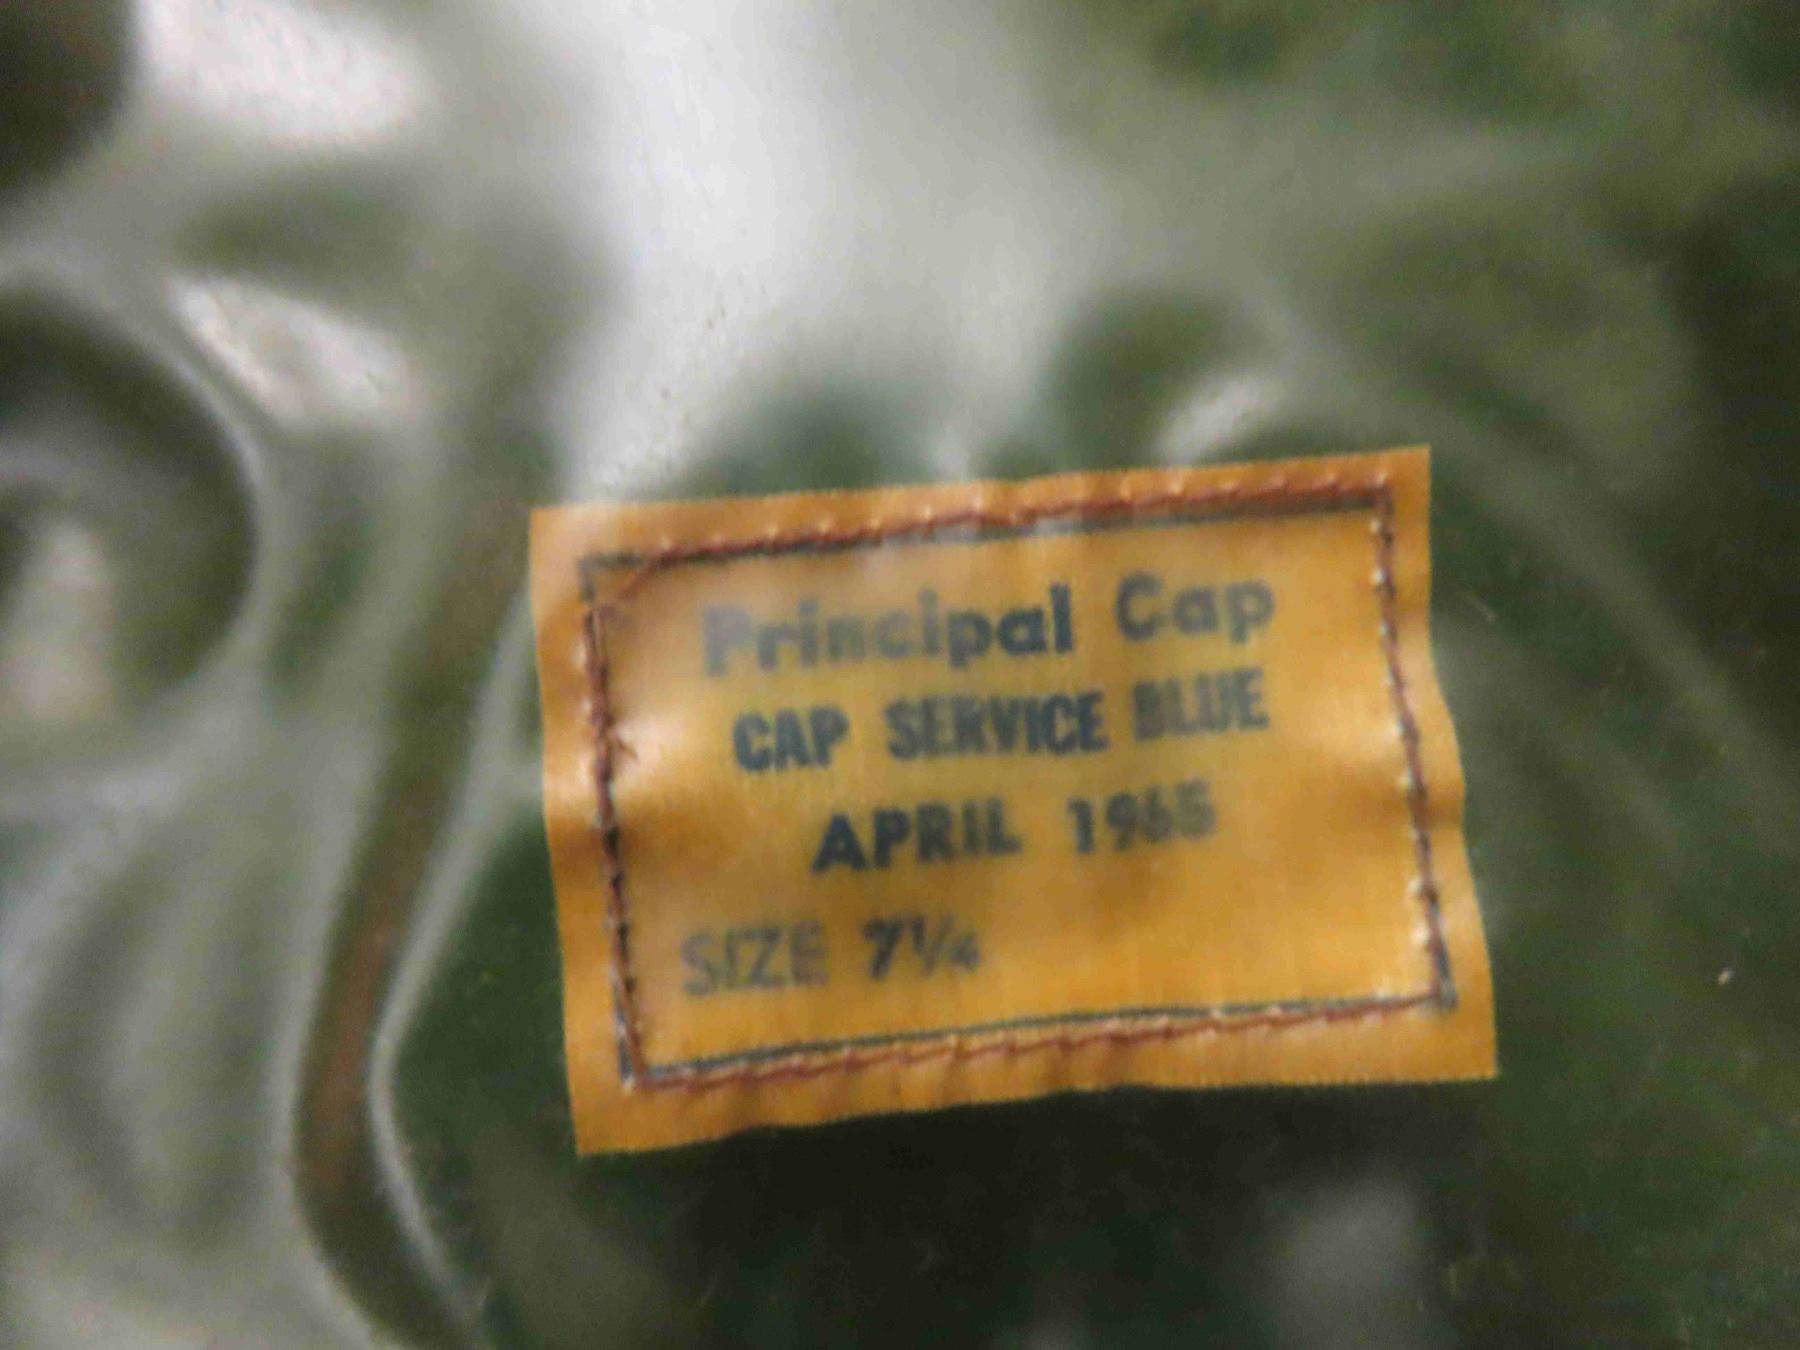 Principal Cap
CAP SERVICE BLUE
APRIL 1965
SIZE 7¼